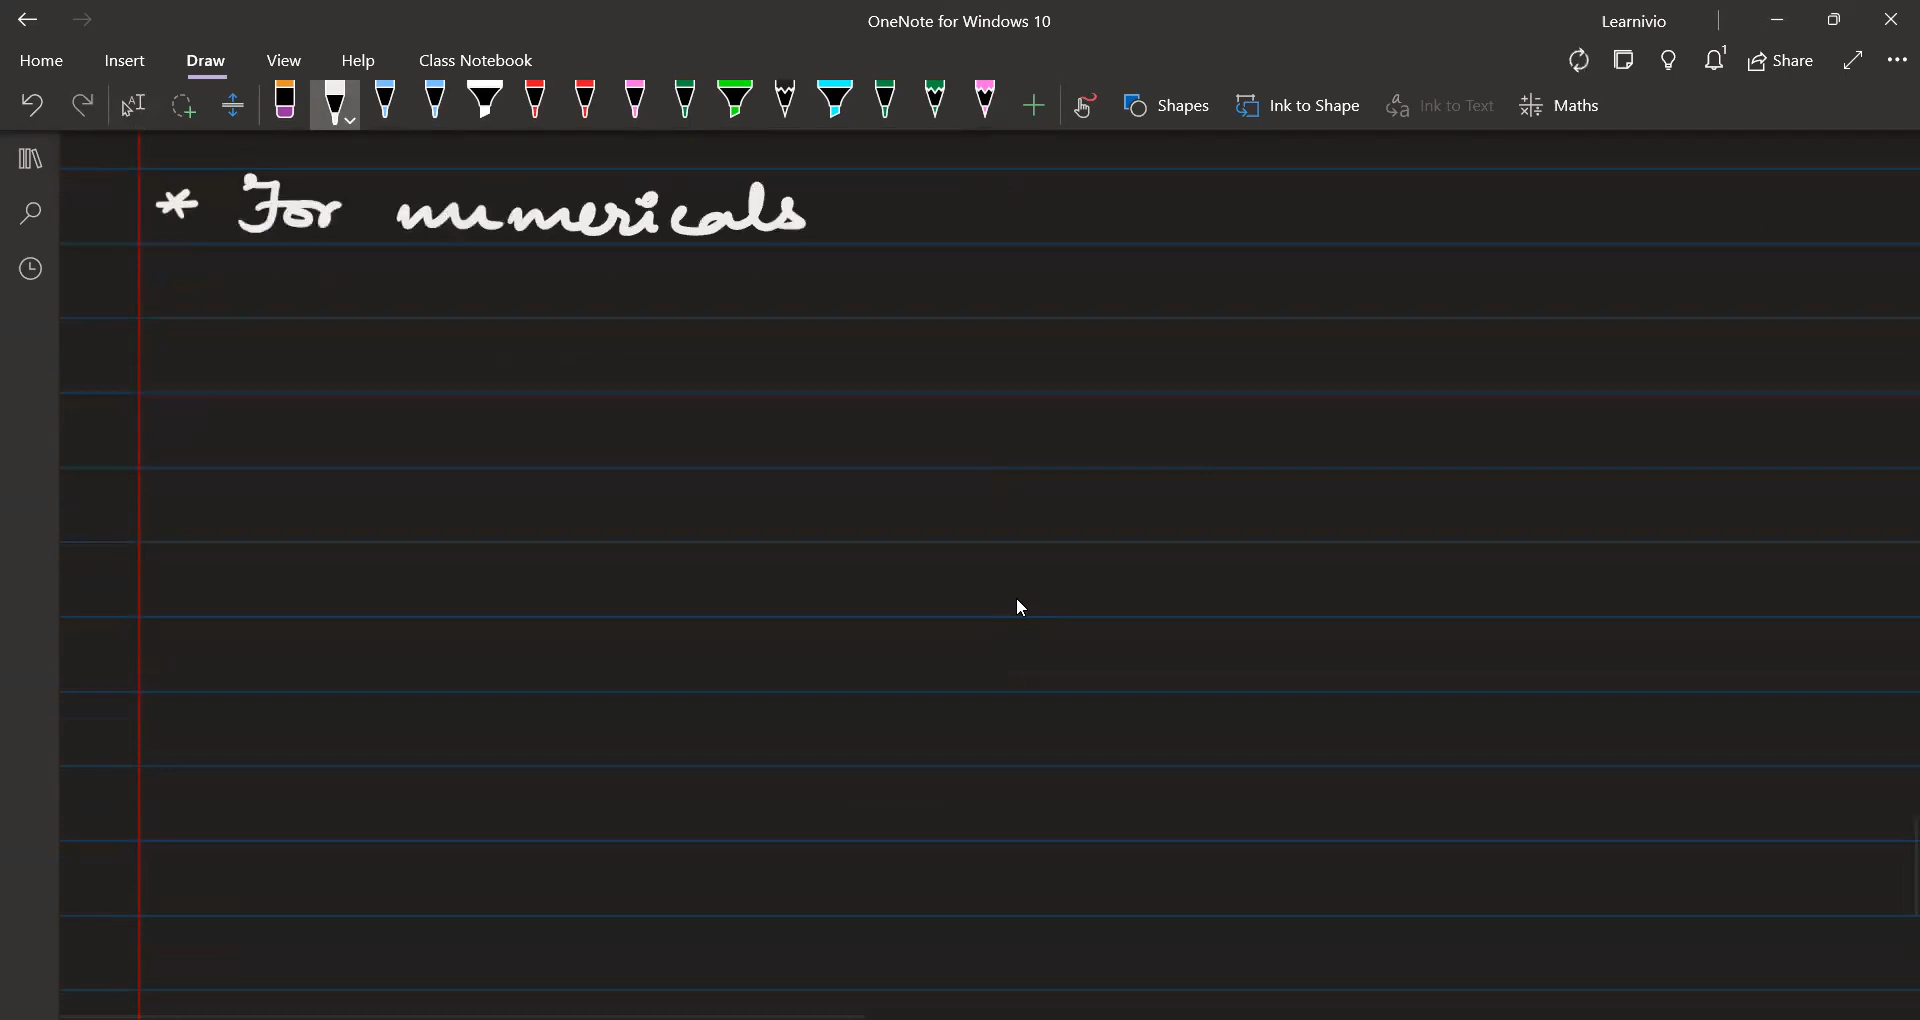 OneNote for Windows 10
Learnivio
Home Insert Draw View Help Class Notebook
1
Share
Shapes Ink to Shape Ink to Text Maths
* For numericals